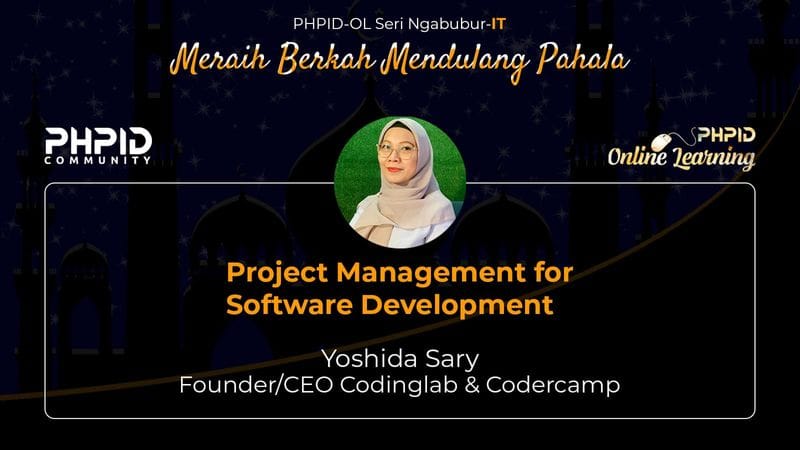 PHPID-OL Seri Ngabubur-IT
Meraih Berkah Mendulang Pahala
PHPID
COMMUNITY
PHPID
Online Learning
Project Management for
Software Development
Yoshida Sary
Founder/CEO Codinglab & Codercamp